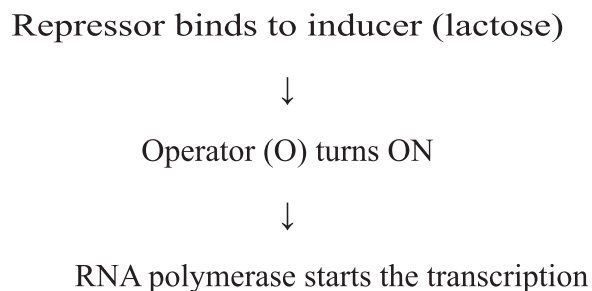 Repressor binds to inducer (lactose)
↓
Operator (O) turns ON
↓
RNA polymerase starts the transcription